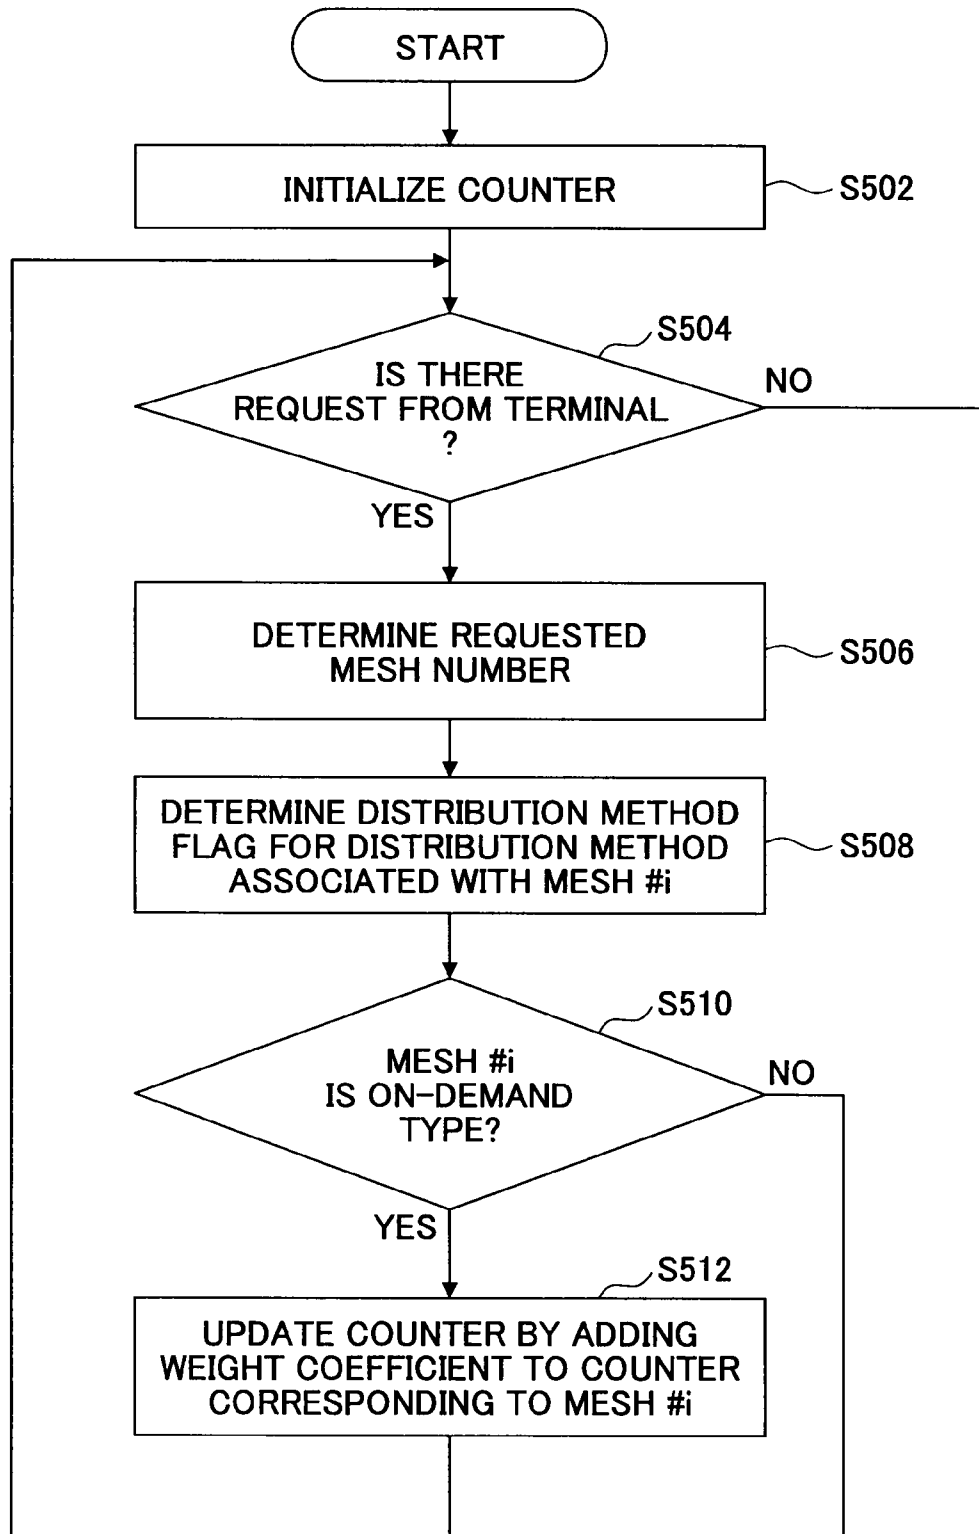 START
INITIALIZE COUNTER
S502
S504
IS THERE
REQUEST FROM TERMINAL
?
NO
YES
DETERMINE REQUESTED
MESH NUMBER
S506
DETERMINE DISTRIBUTION METHOD
FLAG FOR DISTRIBUTION METHOD
ASSOCIATED WITH MESH #i
S508
S510
MESH #i
IS ON-DEMAND
TYPE?
NO
YES
S512
UPDATE COUNTER BY ADDING
WEIGHT COEFFICIENT TO COUNTER
CORRESPONDING TO MESH #i